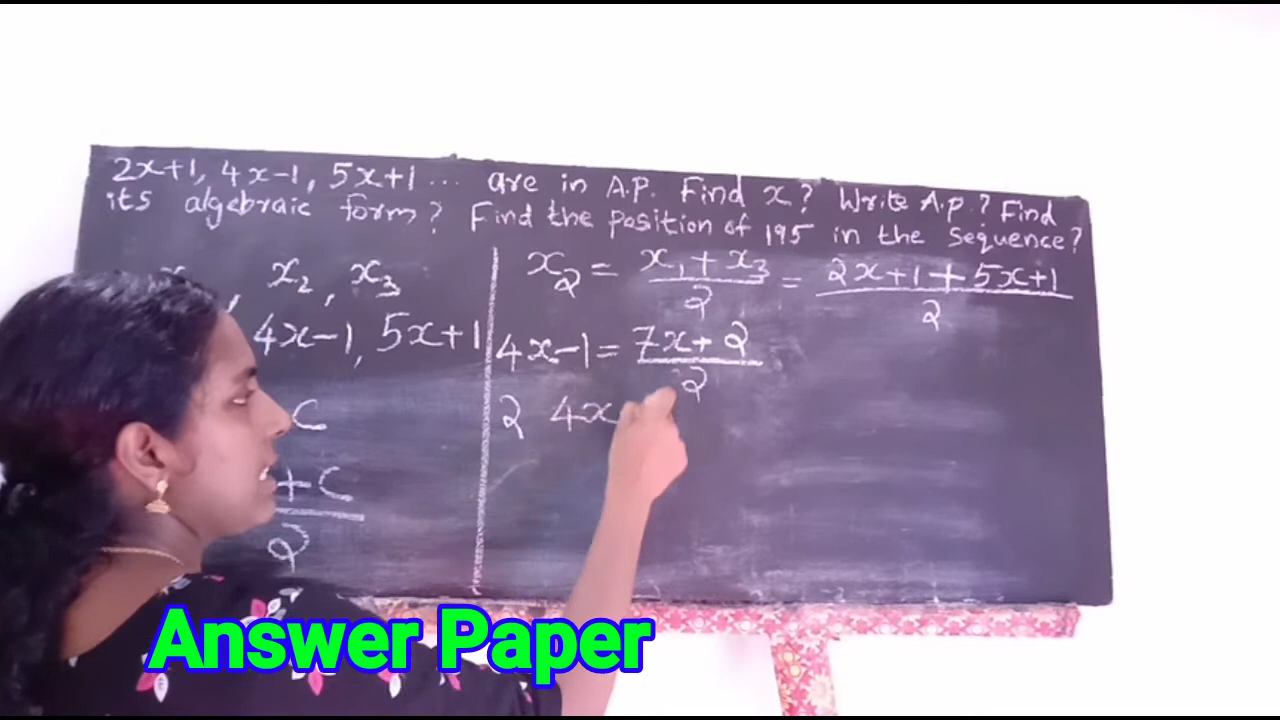 2x+1, 4x-1, 5x+1 ... are in A.P. Find x? Write A.p.? Find
its algebraic form? Find the position of 195 in the sequence?
x₂, x₃
4x-1, 5x+1
C
+C
2
x₂ = x₁+x₃/2 = 2x+1+5x+1/2
4x-1 = 7x+2/2
2 4x
Answer Paper